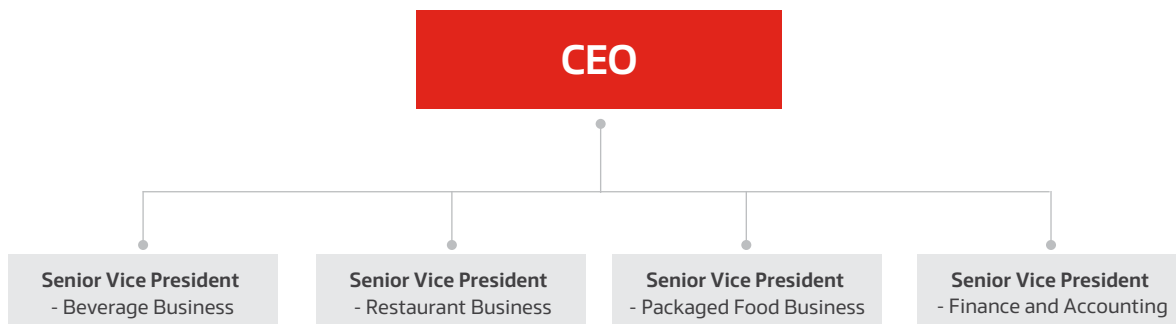 CEO
Senior Vice President
- Beverage Business
Senior Vice President
- Restaurant Business
Senior Vice President
- Packaged Food Business
Senior Vice President
- Finance and Accounting